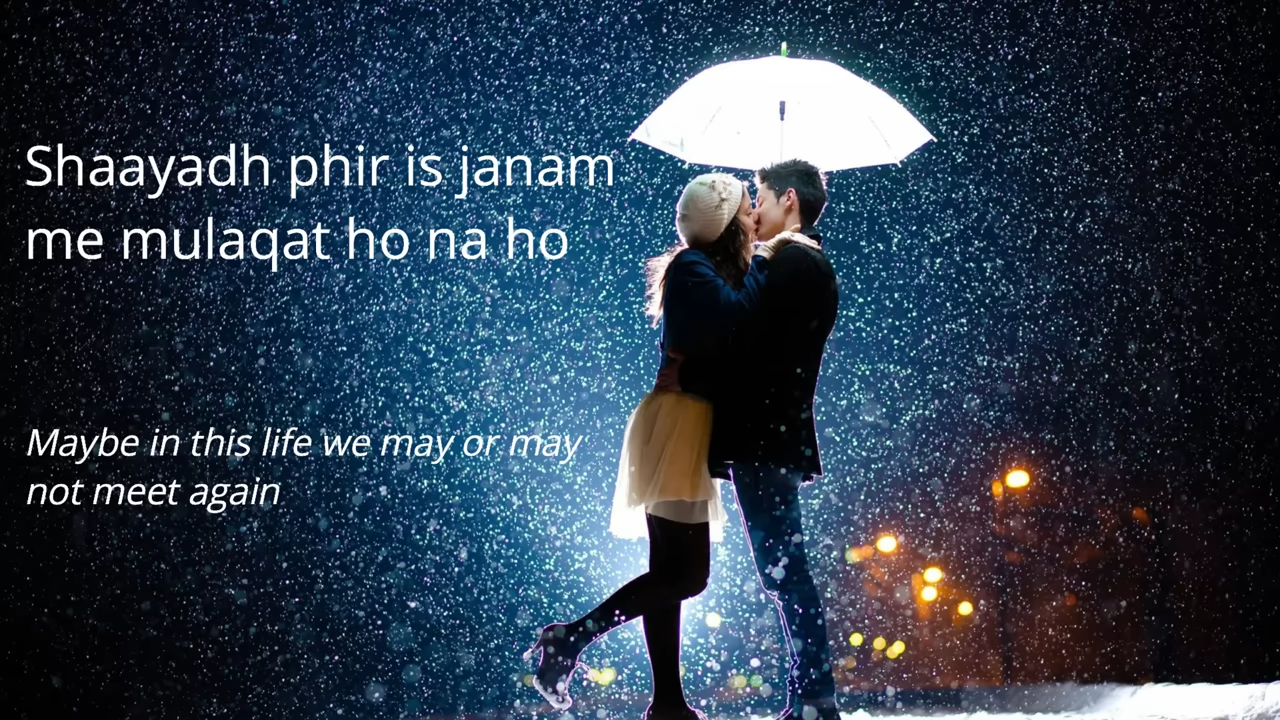 Shaayadh phir is janam
me mulaqat ho na ho
Maybe in this life we may or may
not meet again